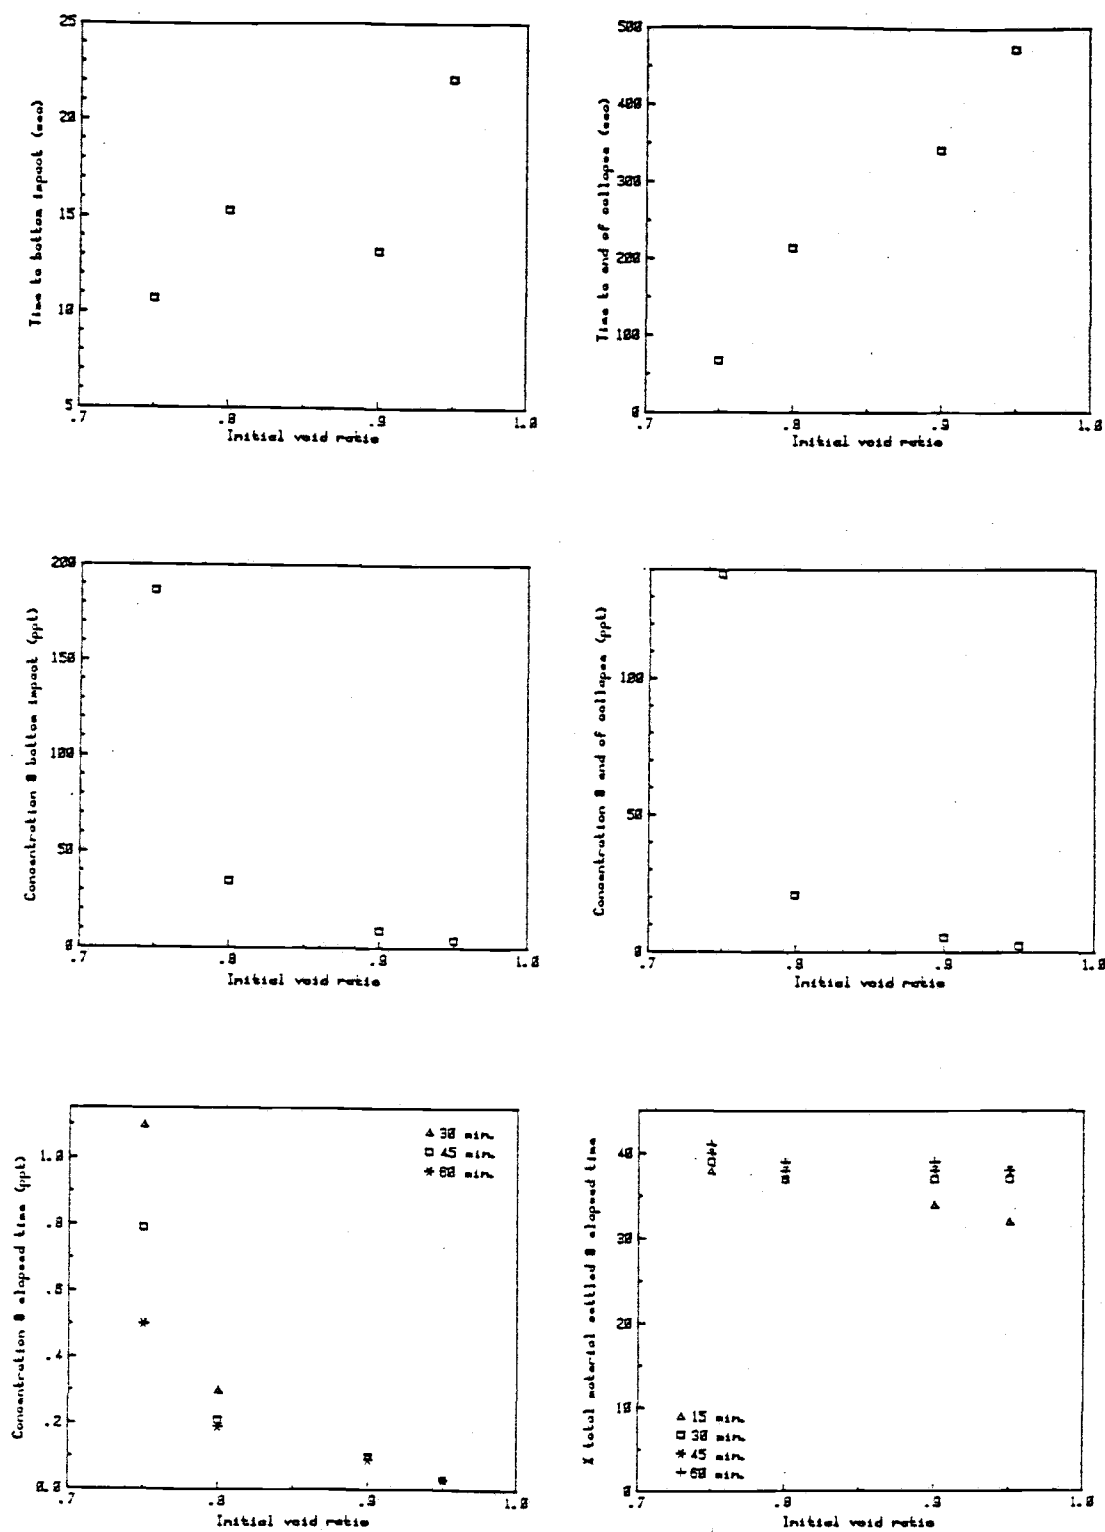 25
20
15
10
5
Time to bottom impact (sec)
.7 .8 .9 1.0
Initial void ratio
500
400
300
200
100
0
Time to end of collapse (sec)
.7 .8 .9 1.0
Initial void ratio
200
150
100
50
0
Concentration @ bottom impact (ppt)
.7 .8 .9 1.0
Initial void ratio
100
50
0
Concentration @ end of collapse (ppt)
.7 .8 .9 1.0
Initial void ratio
1.0
.8
.6
.4
.2
0.0
Concentration @ elapsed time (ppt)
30 min.
45 min.
60 min.
.7 .8 .9 1.0
Initial void ratio
40
30
20
10
0
% total material settled @ elapsed time
15 min.
30 min.
45 min.
60 min.
.7 .8 .9 1.0
Initial void ratio